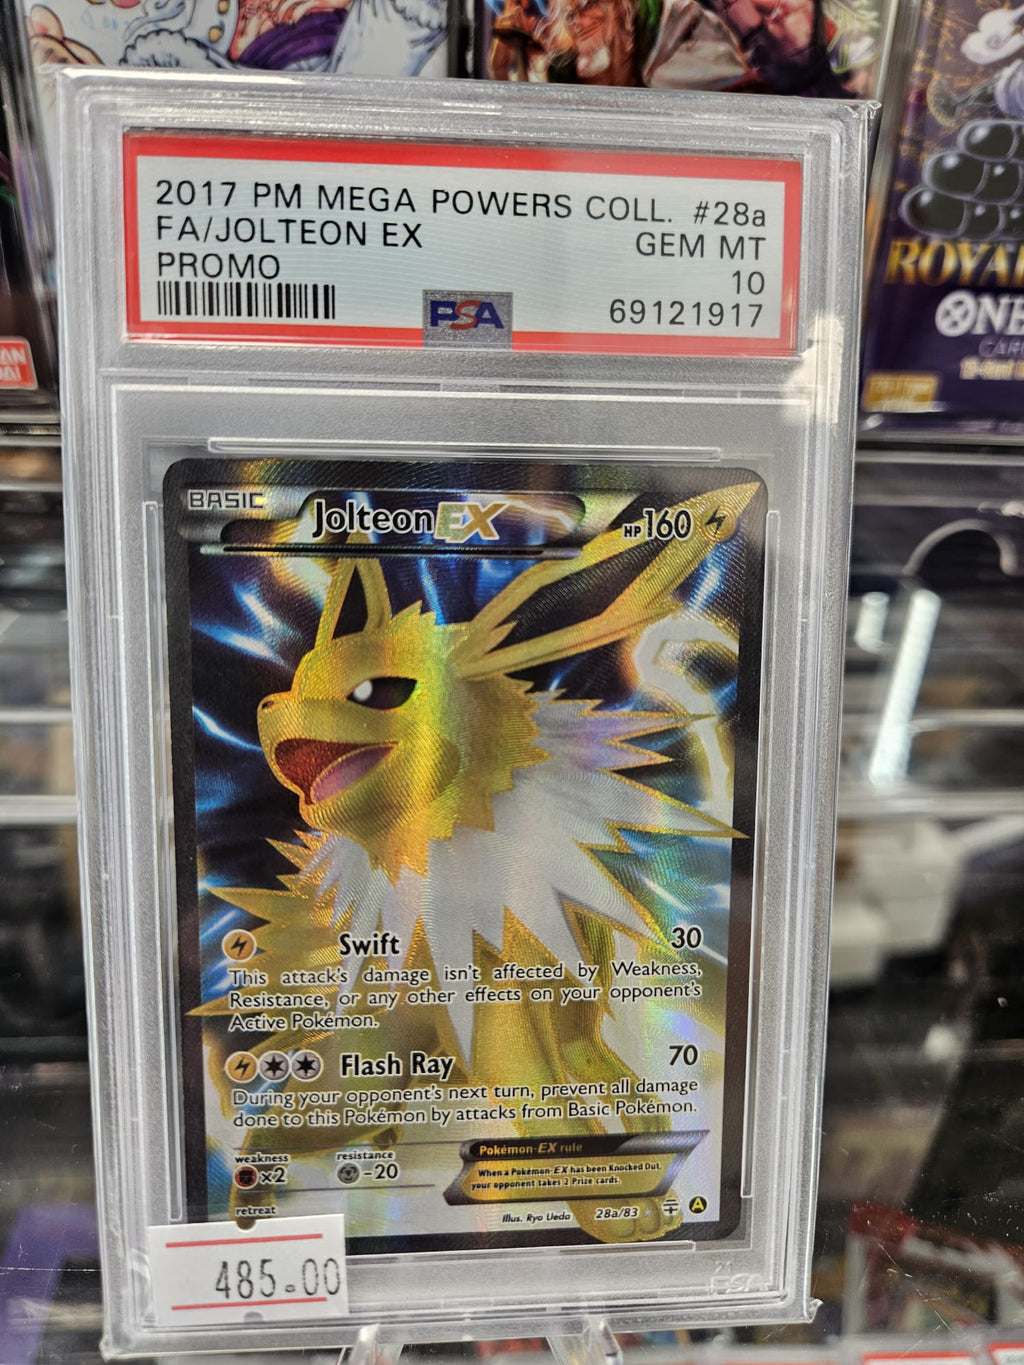 2017 PM MEGA POWERS COLL. #28a
FA/JOLTEON EX GEM MT
PROMO 10
PSA 69121917
BASIC Jolteon EX HP160
Swift 30
This attack's damage isn't affected by Weakness,
Resistance, or any other effects on your opponent's
Active Pokémon.
Flash Ray 70
During your opponent's next turn, prevent all damage
done to this Pokémon by attacks from Basic Pokémon.
weakness resistance
×2 -20
retreat
Pokémon-EX rule
When a Pokémon-EX has been Knocked Out,
your opponent takes 2 Prize cards.
Illus. Ryo Ueda 28a/83 A
485.00
21
PSA
ROYA